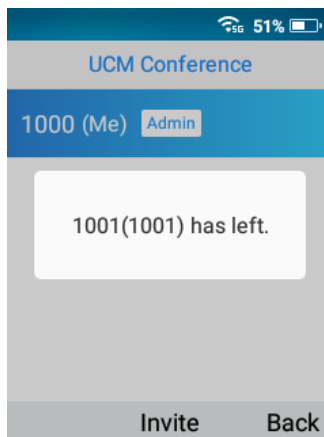 5G 51%
UCM Conference
1000 (Me) Admin
1001(1001) has left.
Invite Back